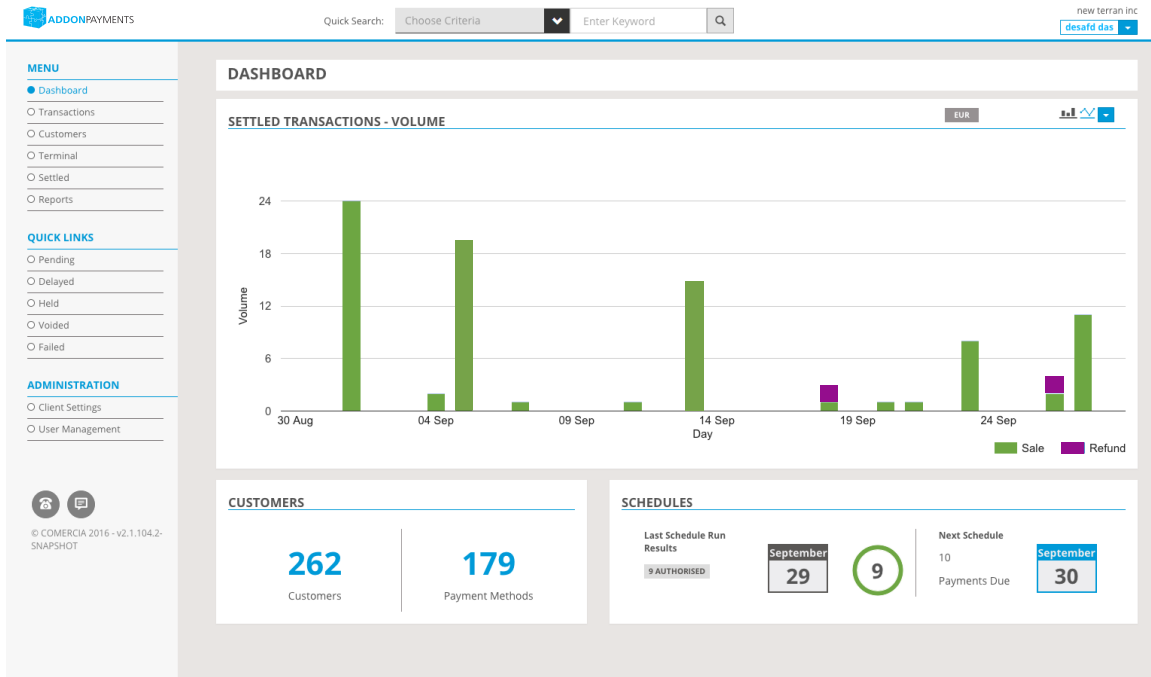 ADDONPAYMENTS
Quick Search:
Choose Criteria
Enter Keyword
new terran inc
desafd das
MENU
Dashboard
Transactions
Customers
Terminal
Settled
Reports
QUICK LINKS
Pending
Delayed
Held
Voided
Failed
ADMINISTRATION
Client Settings
User Management
© COMERCIA 2016 - v2.1.104.2-
SNAPSHOT
DASHBOARD
SETTLED TRANSACTIONS - VOLUME
EUR
24
18
12
6
0
Volume
30 Aug
04 Sep
09 Sep
14 Sep
19 Sep
24 Sep
Day
Sale
Refund
CUSTOMERS
262
Customers
179
Payment Methods
SCHEDULES
Last Schedule Run
Results
9 AUTHORISED
September
29
9
Next Schedule
10
Payments Due
September
30